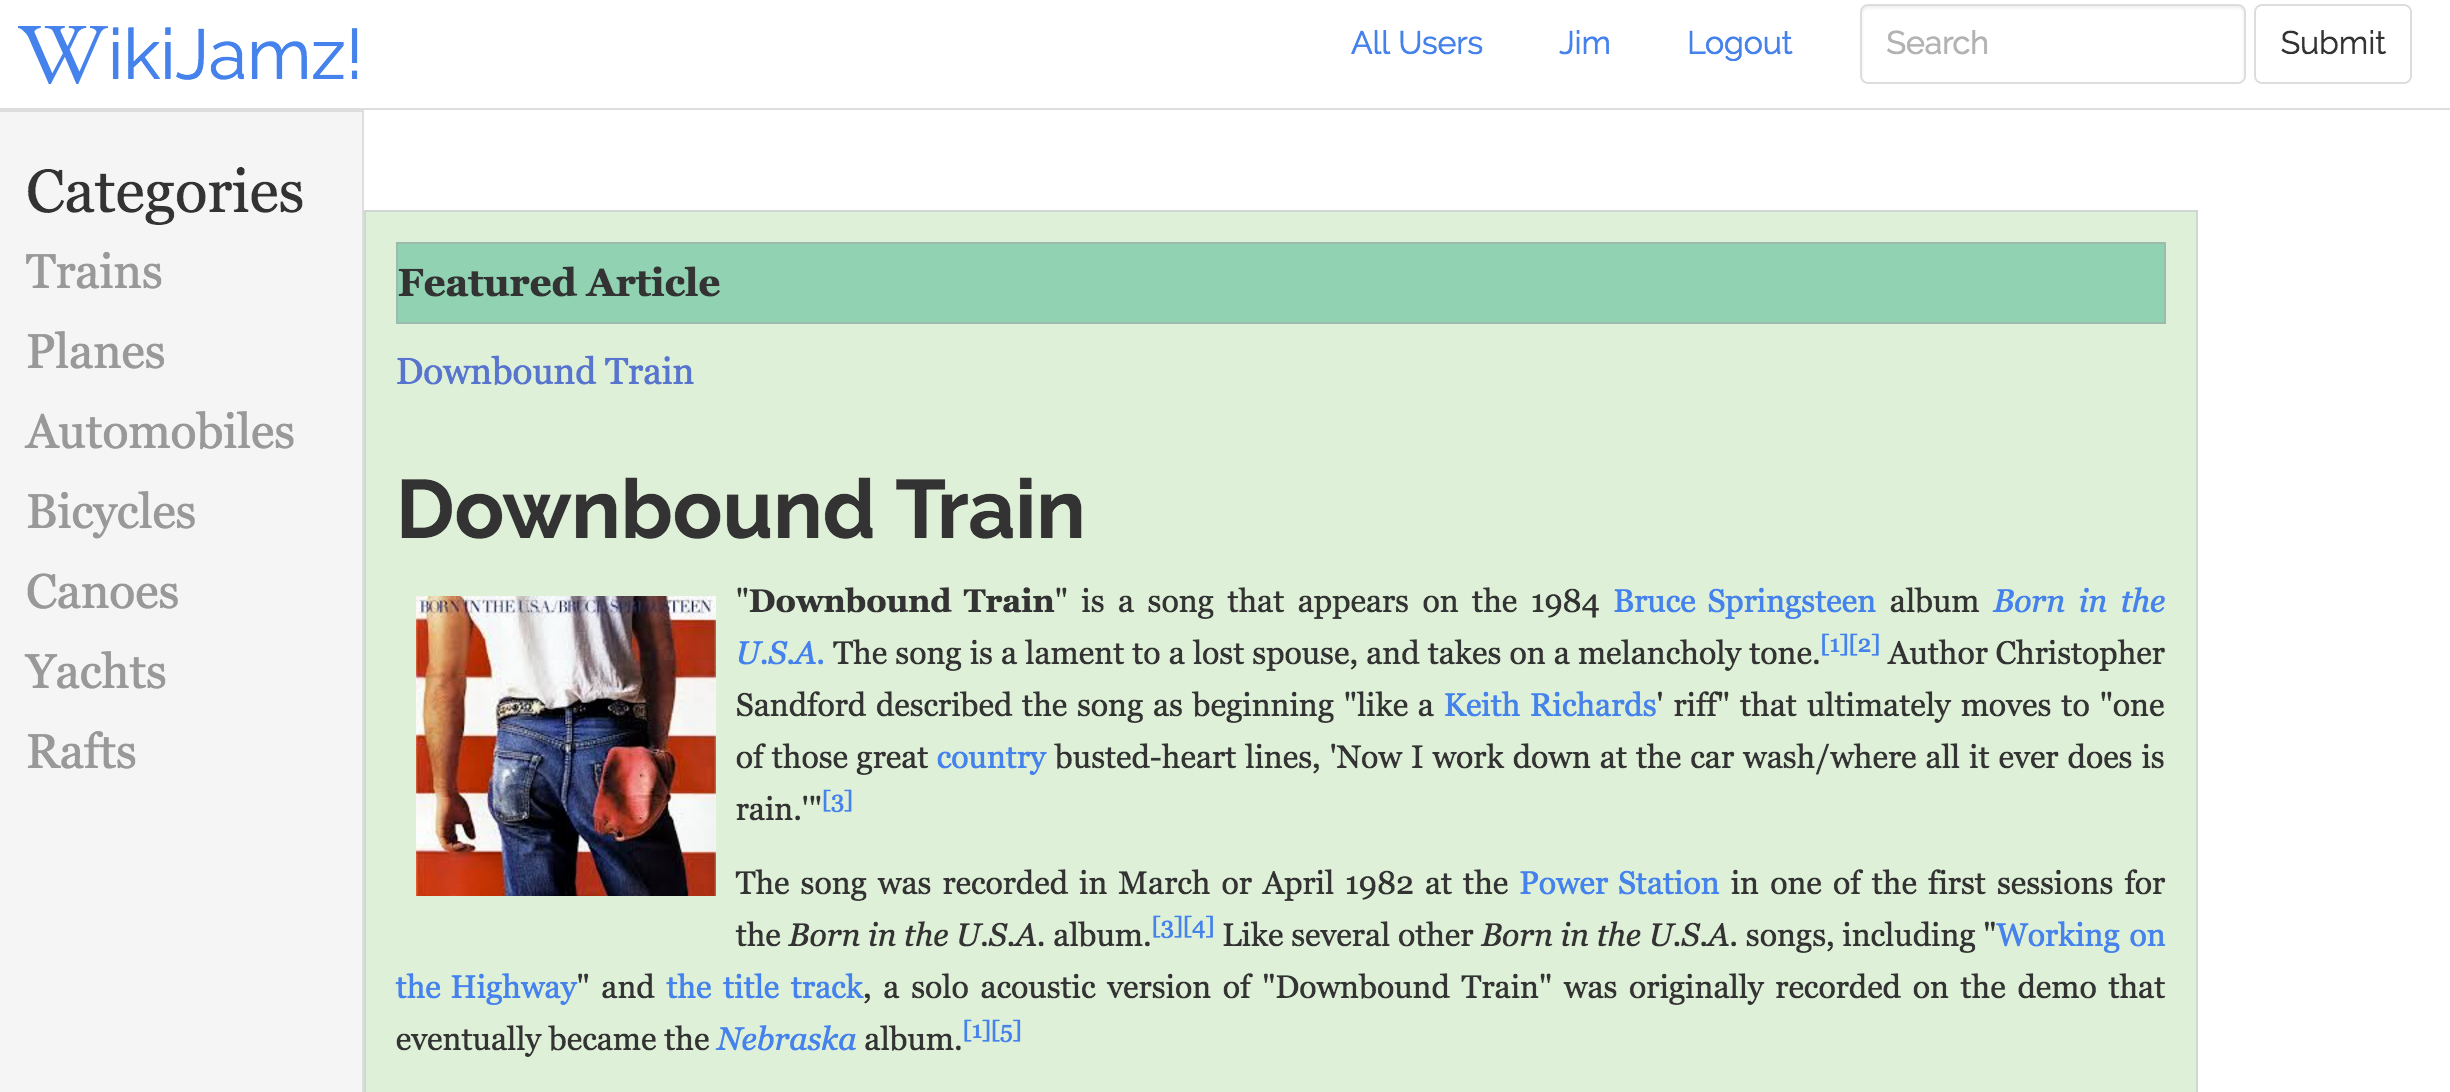 WikiJamz!
All Users Jim Logout Search Submit
Categories
Trains
Planes
Automobiles
Bicycles
Canoes
Yachts
Rafts
Featured Article
Downbound Train
Downbound Train
BORN IN THE U.S.A./BRUCE SPRINGSTEEN
"Downbound Train" is a song that appears on the 1984 Bruce Springsteen album Born in the
U.S.A. The song is a lament to a lost spouse, and takes on a melancholy tone.[1][2] Author Christopher
Sandford described the song as beginning "like a Keith Richards' riff" that ultimately moves to "one
of those great country busted-heart lines, 'Now I work down at the car wash/where all it ever does is
rain.'"[3]
The song was recorded in March or April 1982 at the Power Station in one of the first sessions for
the Born in the U.S.A. album.[3][4] Like several other Born in the U.S.A. songs, including "Working on
the Highway" and the title track, a solo acoustic version of "Downbound Train" was originally recorded on the demo that
eventually became the Nebraska album.[1][5]